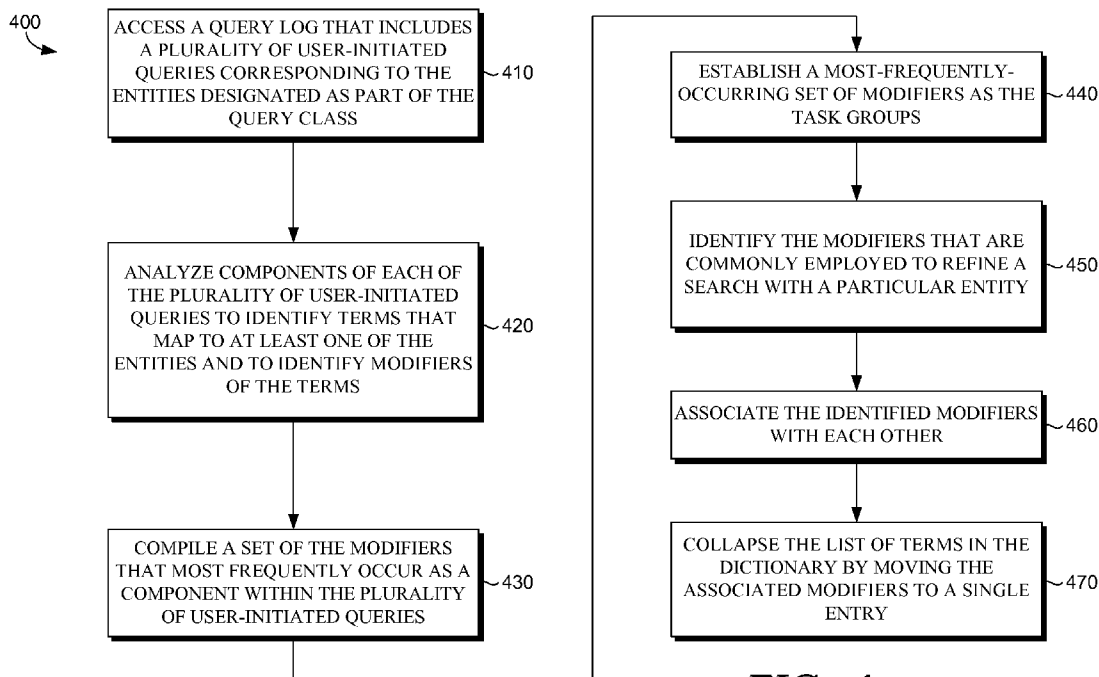 400
ACCESS A QUERY LOG THAT INCLUDES
A PLURALITY OF USER-INITIATED
QUERIES CORRESPONDING TO THE
ENTITIES DESIGNATED AS PART OF THE
QUERY CLASS
410
ANALYZE COMPONENTS OF EACH OF
THE PLURALITY OF USER-INITIATED
QUERIES TO IDENTIFY TERMS THAT
MAP TO AT LEAST ONE OF THE
ENTITIES AND TO IDENTIFY MODIFIERS
OF THE TERMS
420
COMPILE A SET OF THE MODIFIERS
THAT MOST FREQUENTLY OCCUR AS A
COMPONENT WITHIN THE PLURALITY
OF USER-INITIATED QUERIES
430
ESTABLISH A MOST-FREQUENTLY-
OCCURRING SET OF MODIFIERS AS THE
TASK GROUPS
440
IDENTIFY THE MODIFIERS THAT ARE
COMMONLY EMPLOYED TO REFINE A
SEARCH WITH A PARTICULAR ENTITY
450
ASSOCIATE THE IDENTIFIED MODIFIERS
WITH EACH OTHER
460
COLLAPSE THE LIST OF TERMS IN THE
DICTIONARY BY MOVING THE
ASSOCIATED MODIFIERS TO A SINGLE
ENTRY
470